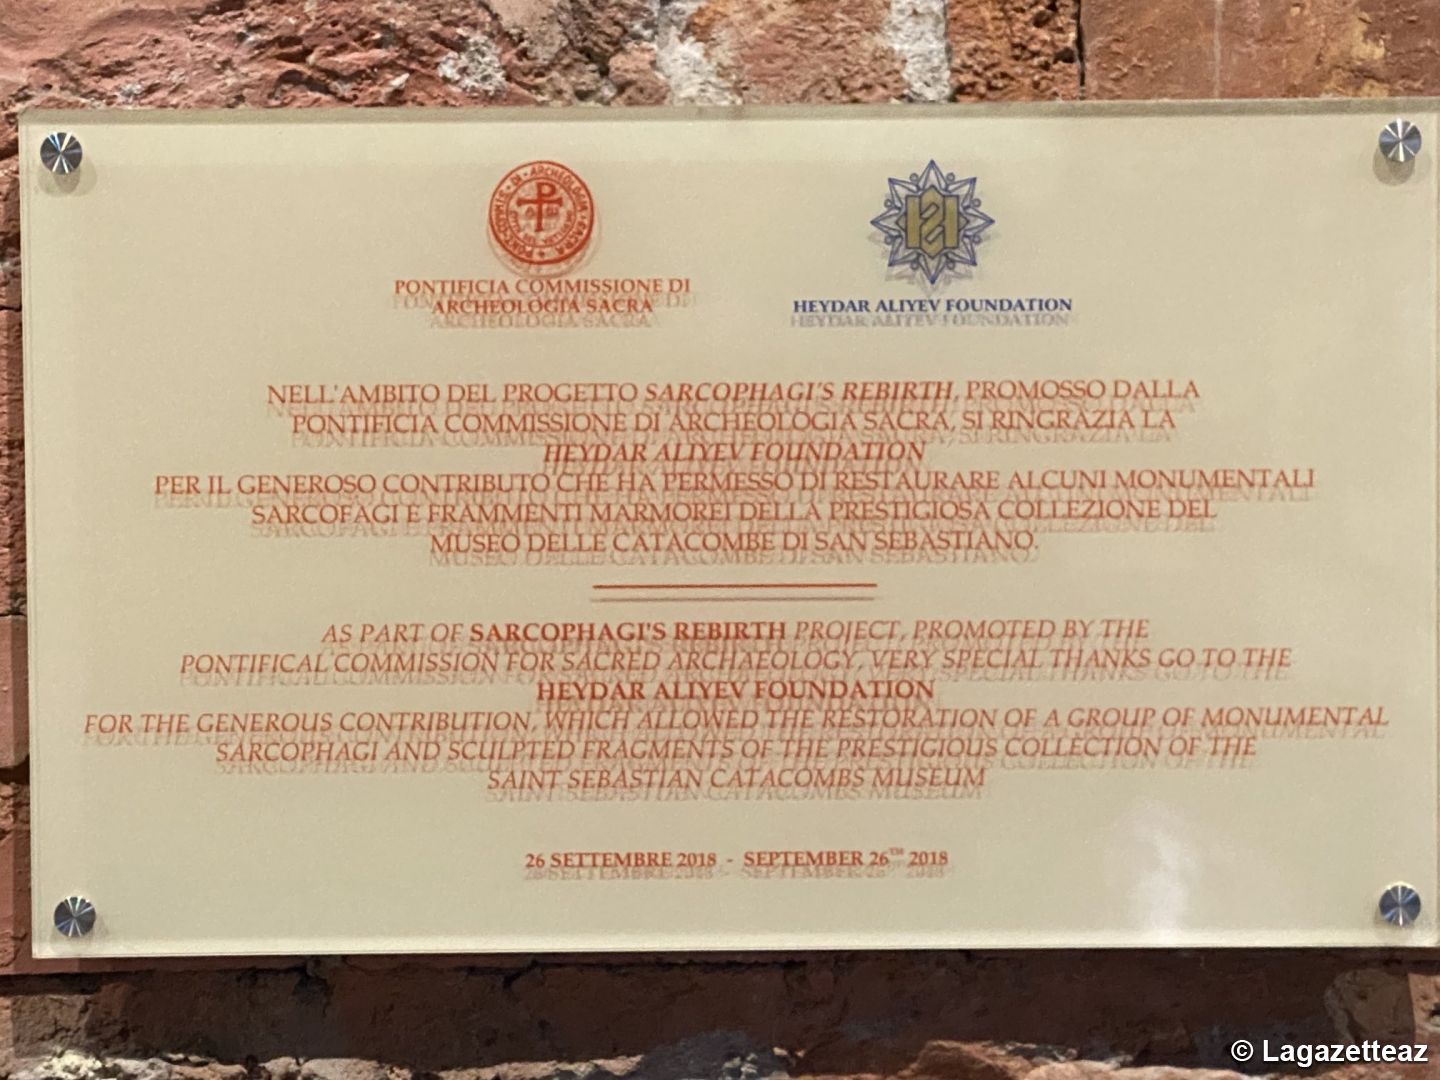 PONTIFICIA COMMISSIONE DI
ARCHEOLOGIA SACRA
HEYDAR ALIYEV FOUNDATION
NELL'AMBITO DEL PROGETTO SARCOPHAGI'S REBIRTH, PROMOSSO DALLA
PONTIFICIA COMMISSIONE DI ARCHEOLOGIA SACRA, SI RINGRAZIA LA
HEYDAR ALIYEV FOUNDATION
PER IL GENEROSO CONTRIBUTO CHE HA PERMESSO DI RESTAURARE ALCUNI MONUMENTALI
SARCOFAGI E FRAMMENTI MARMOREI DELLA PRESTIGIOSA COLLEZIONE DEL
MUSEO DELLE CATACOMBE DI SAN SEBASTIANO.
AS PART OF SARCOPHAGI'S REBIRTH PROJECT, PROMOTED BY THE
PONTIFICAL COMMISSION FOR SACRED ARCHAEOLOGY, VERY SPECIAL THANKS GO TO THE
HEYDAR ALIYEV FOUNDATION
FOR THE GENEROUS CONTRIBUTION, WHICH ALLOWED THE RESTORATION OF A GROUP OF MONUMENTAL
SARCOPHAGI AND SCULPTED FRAGMENTS OF THE PRESTIGIOUS COLLECTION OF THE
SAINT SEBASTIAN CATACOMBS MUSEUM
26 SETTEMBRE 2018 - SEPTEMBER 26TH 2018
© Lagazetteaz